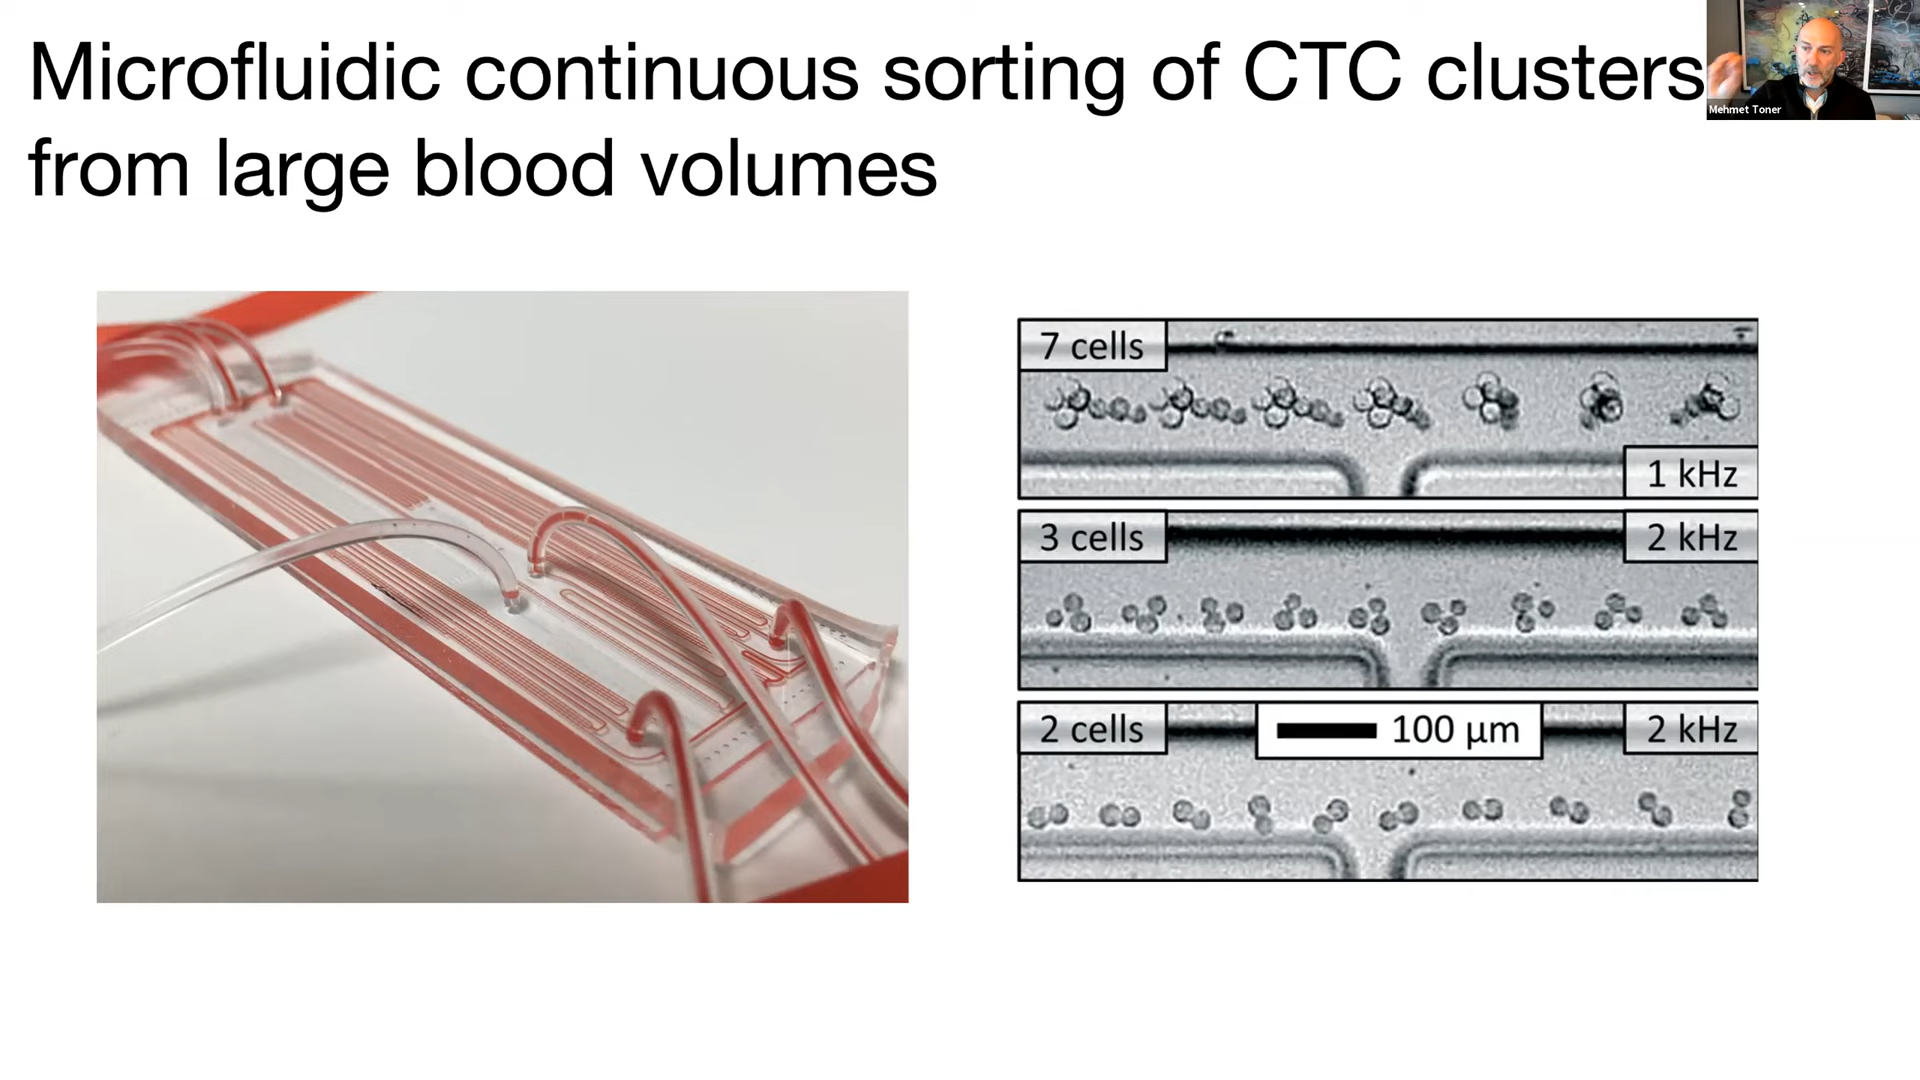 Microfluidic continuous sorting of CTC clusters
from large blood volumes
Mehmet Toner
7 cells
1 kHz
3 cells
2 kHz
2 cells
100 μm
2 kHz